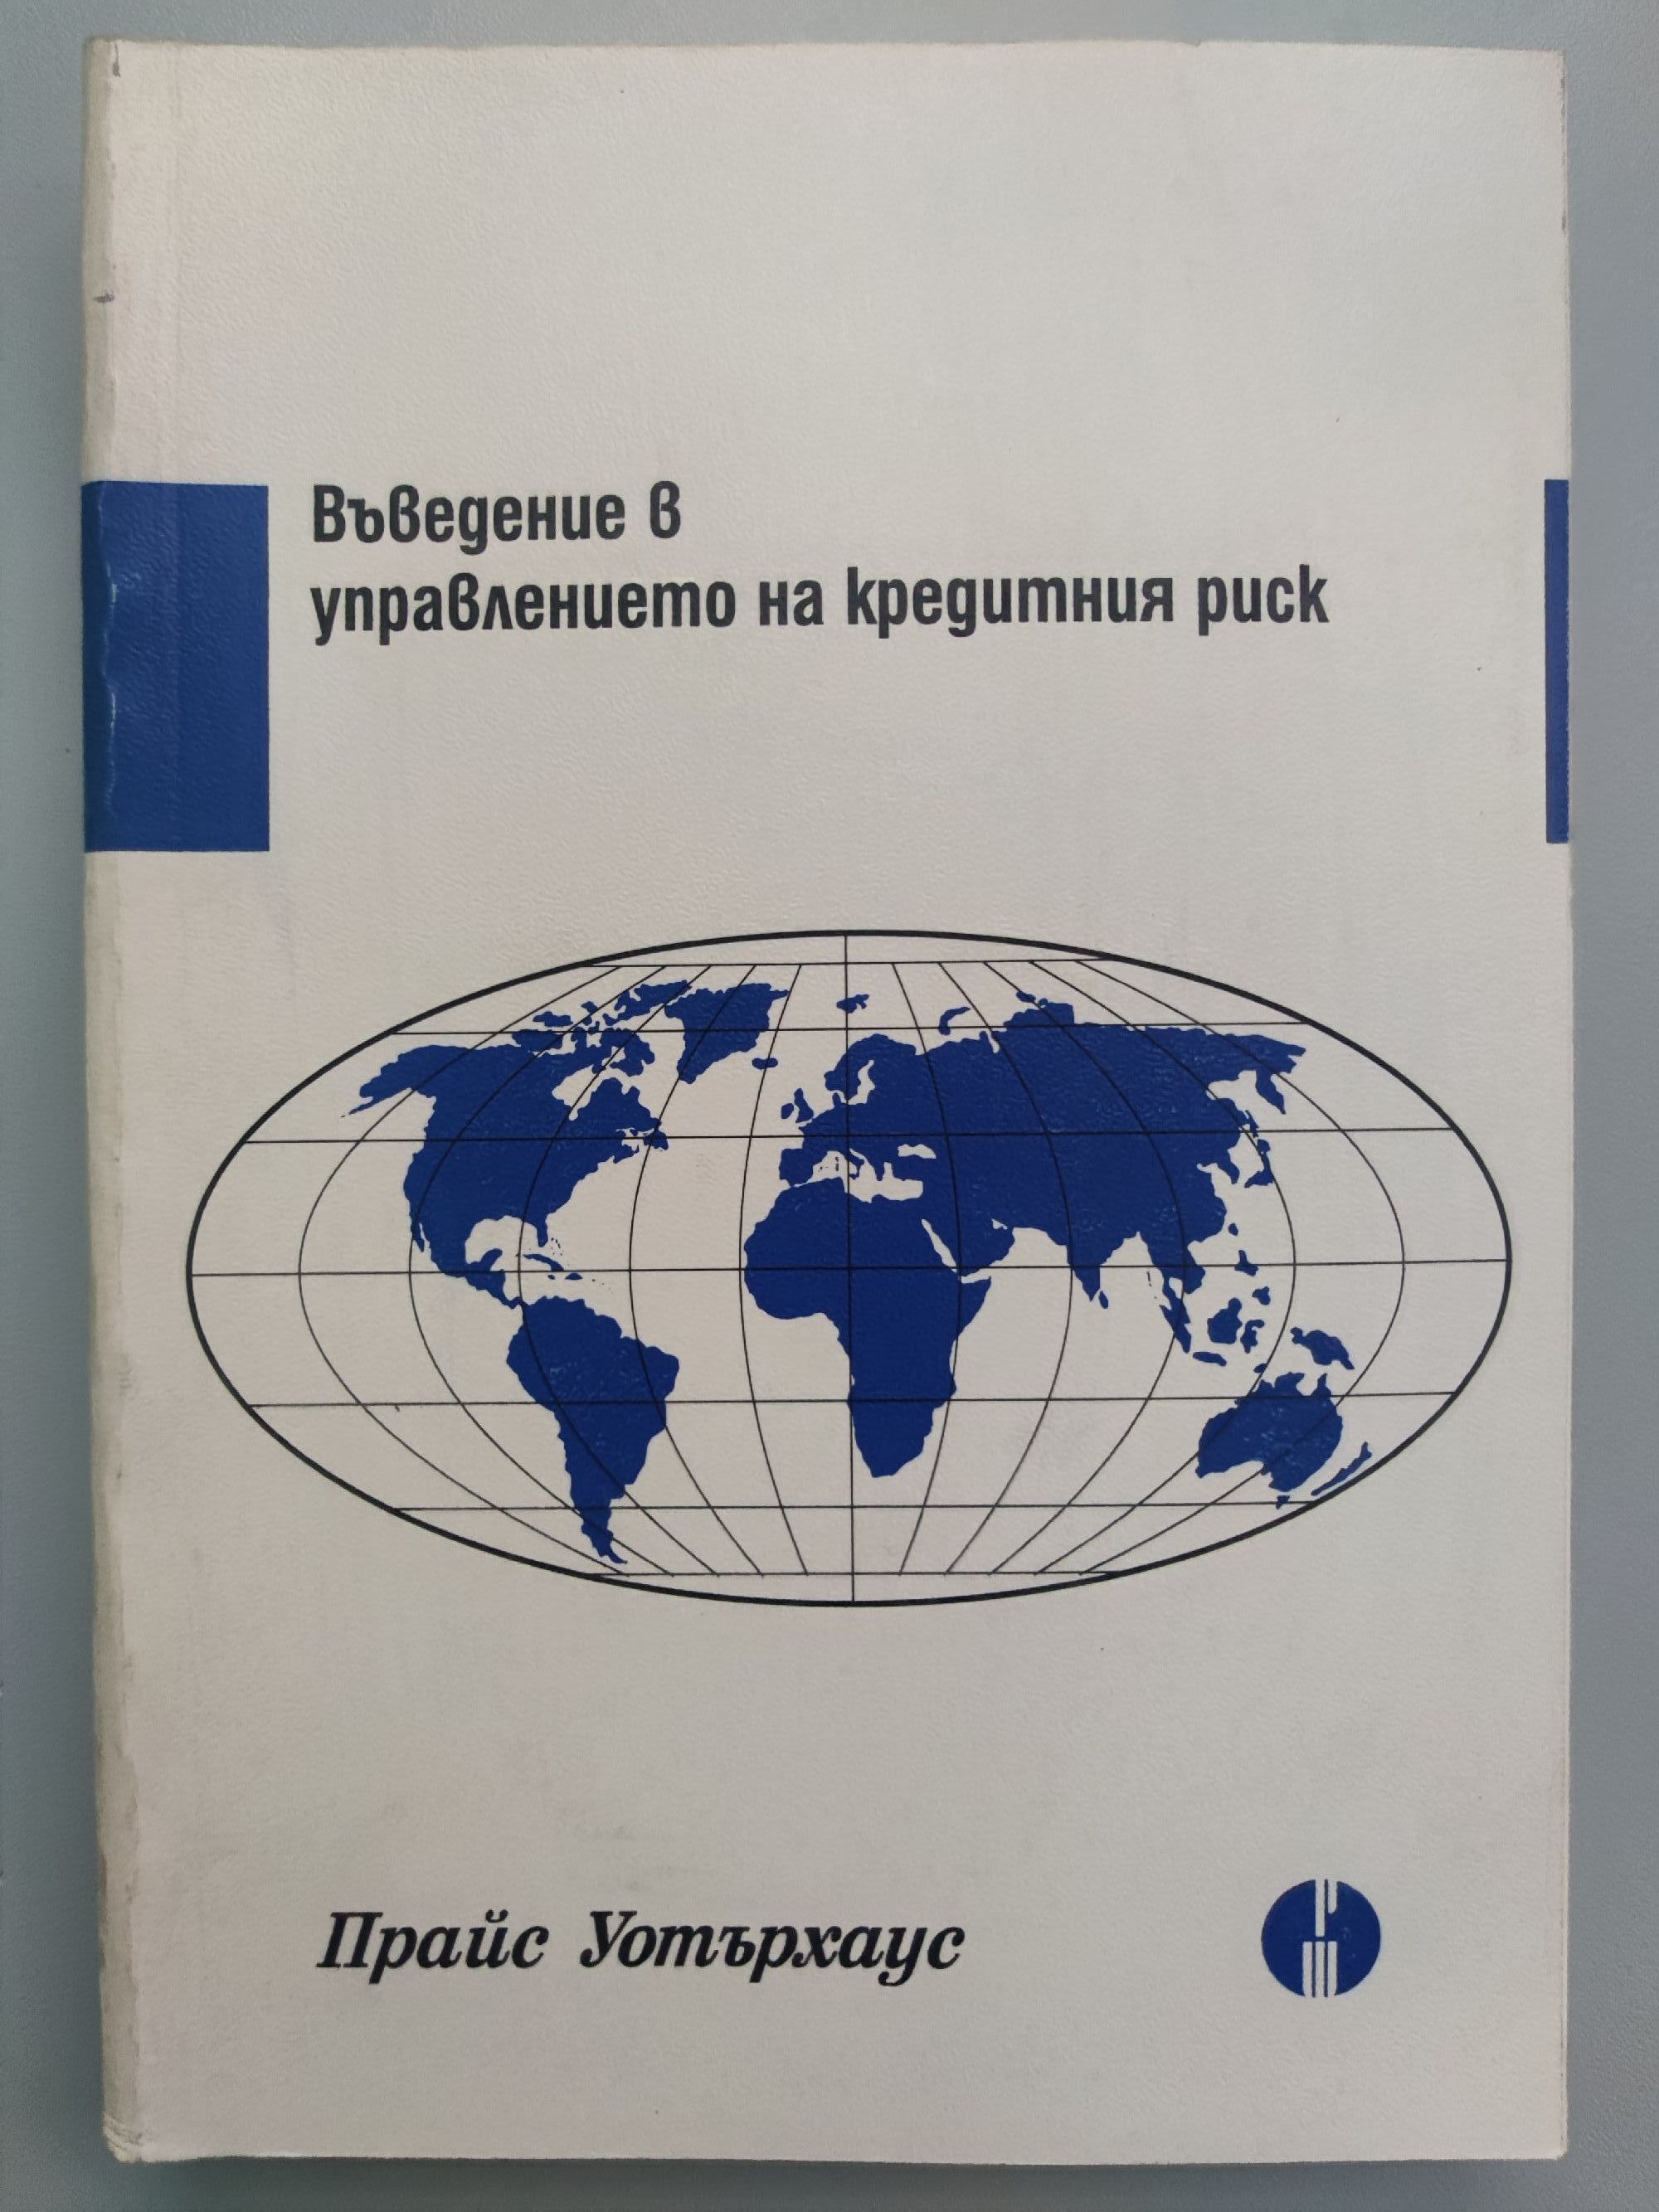 Въведение в
управлението на кредитния риск
Прайс Уотърхаус